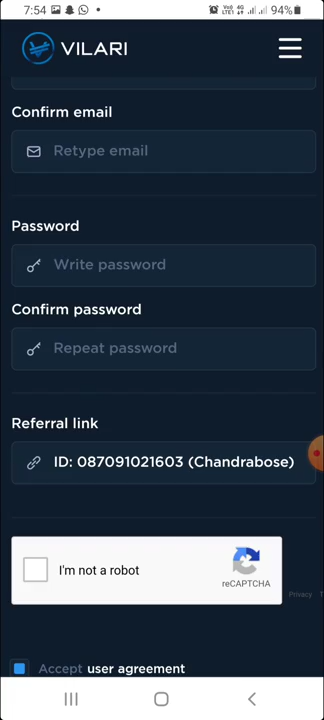 7:54 94%
VILARI
Confirm email
Retype email
Password
Write password
Confirm password
Repeat password
Referral link
ID: 087091021603 (Chandrabose)
I'm not a robot
reCAPTCHA
Privacy T
Accept user agreement